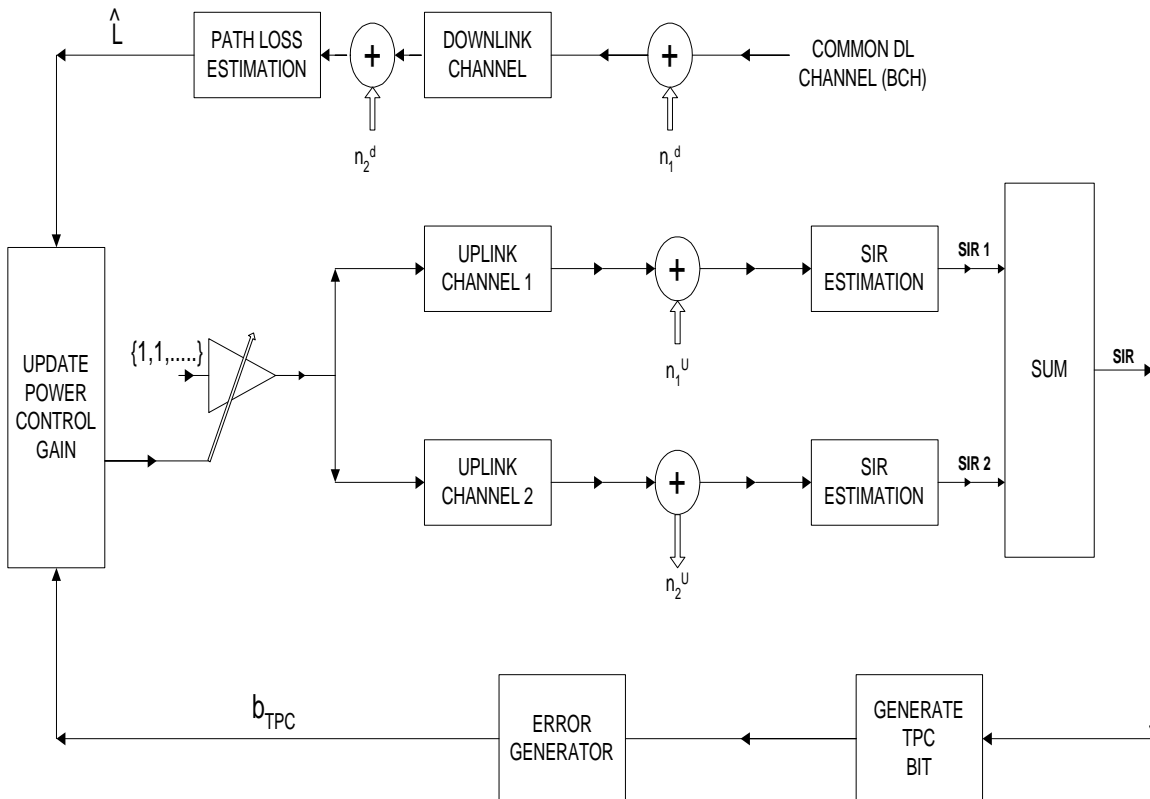 L̂
PATH LOSS
ESTIMATION
DOWNLINK
CHANNEL
COMMON DL
CHANNEL (BCH)
+
+
n₂ᵈ
n₁ᵈ
UPDATE
POWER
CONTROL
GAIN
{1,1,.....}
UPLINK
CHANNEL 1
+
n₁ᵁ
SIR
ESTIMATION
SIR 1
UPLINK
CHANNEL 2
+
n₂ᵁ
SIR
ESTIMATION
SIR 2
SUM
SIR
b_TPC
ERROR
GENERATOR
GENERATE
TPC
BIT